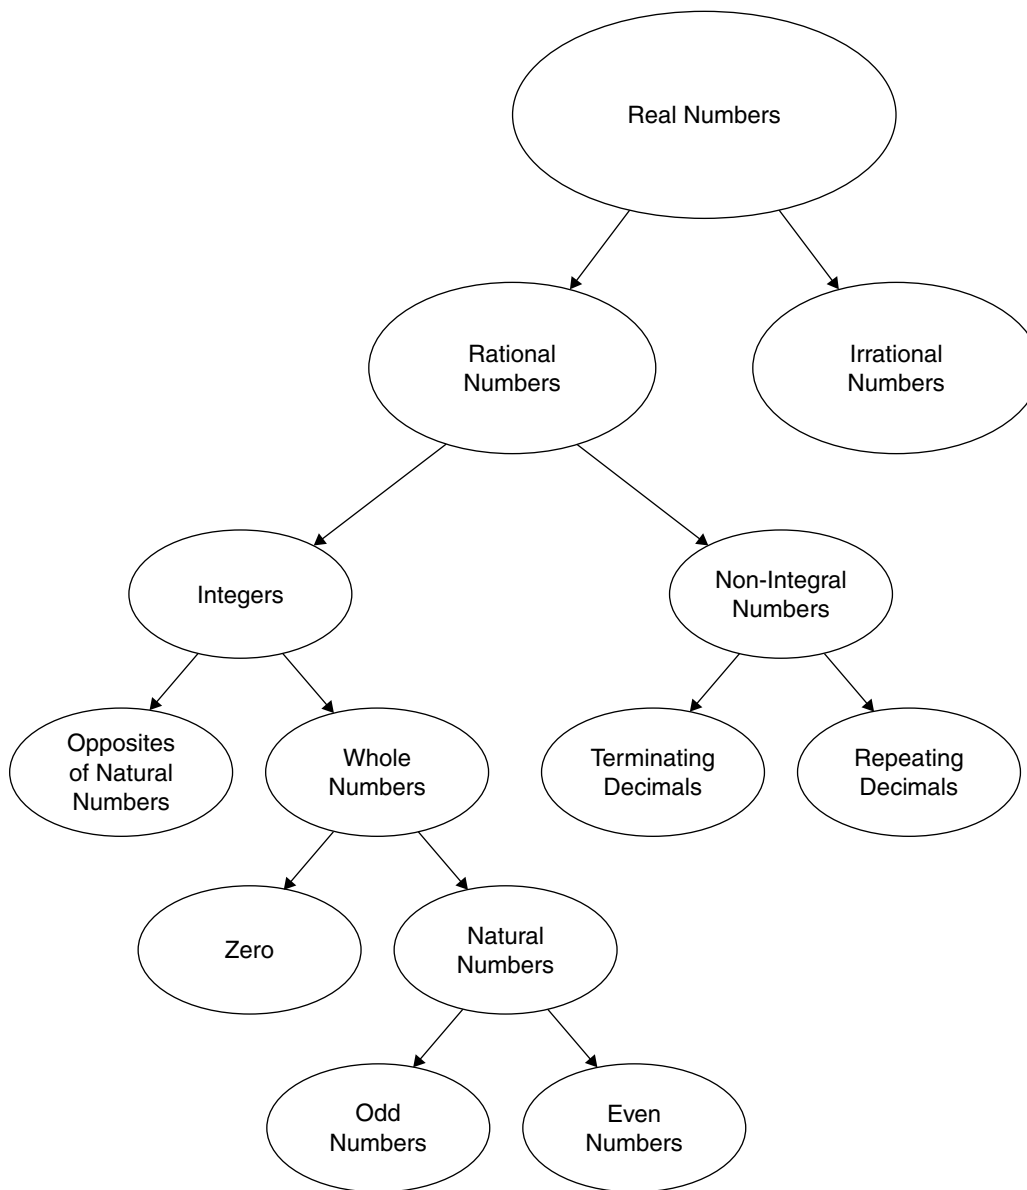 Real Numbers
Rational
Numbers
Irrational
Numbers
Integers
Non-Integral
Numbers
Opposites
of Natural
Numbers
Whole
Numbers
Terminating
Decimals
Repeating
Decimals
Zero
Natural
Numbers
Odd
Numbers
Even
Numbers